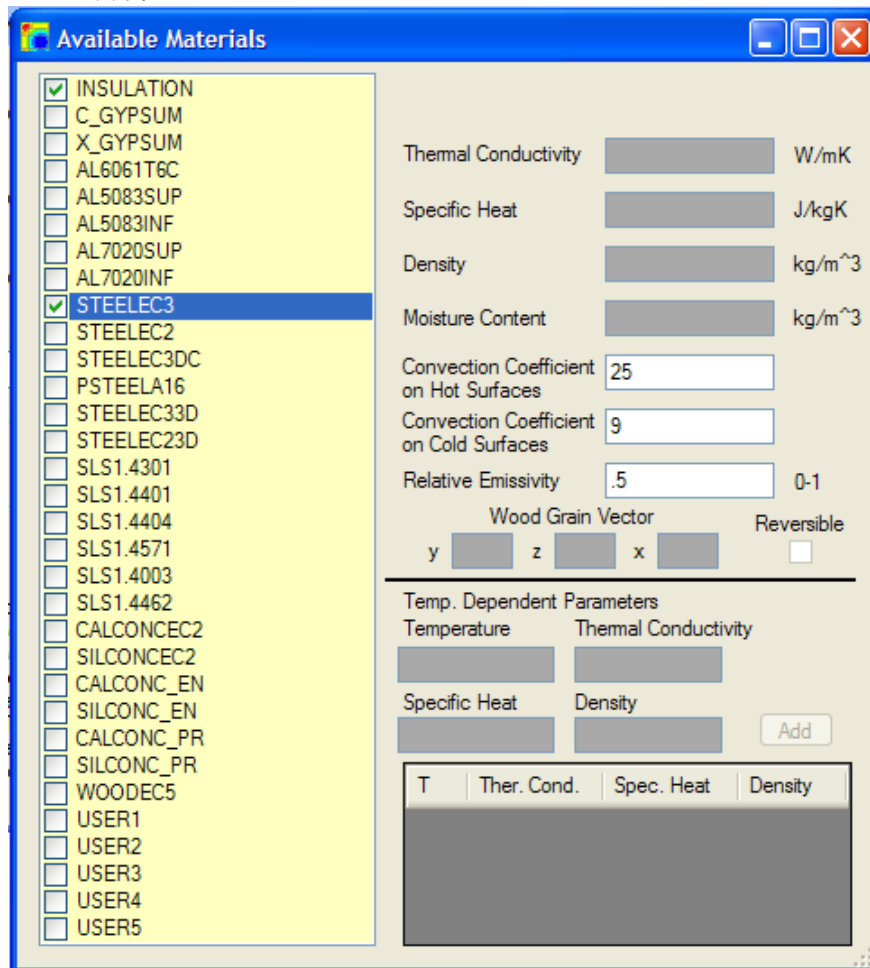 Available Materials
INSULATION
C_GYPSUM
X_GYPSUM
AL6061T6C
AL5083SUP
AL5083INF
AL7020SUP
AL7020INF
STEELEC3
STEELEC2
STEELEC3DC
PSTEELA16
STEELEC33D
STEELEC23D
SLS1.4301
SLS1.4401
SLS1.4404
SLS1.4571
SLS1.4003
SLS1.4462
CALCONCEC2
SILCONCEC2
CALCONC_EN
SILCONC_EN
CALCONC_PR
SILCONC_PR
WOODEC5
USER1
USER2
USER3
USER4
USER5
Thermal Conductivity W/mK
Specific Heat J/kgK
Density kg/m^3
Moisture Content kg/m^3
Convection Coefficient
on Hot Surfaces 25
Convection Coefficient
on Cold Surfaces 9
Relative Emissivity .5 0-1
Wood Grain Vector Reversible
y z x
Temp. Dependent Parameters
Temperature Thermal Conductivity
Specific Heat Density
Add
T Ther. Cond. Spec. Heat Density